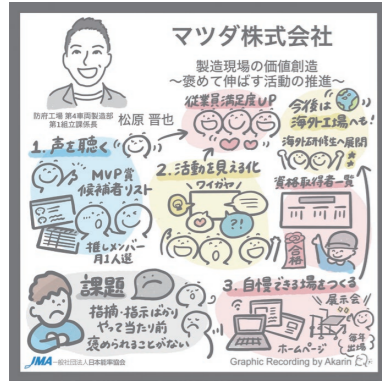 マツダ株式会社
製造現場の価値創造
～褒めて伸ばす活動の推進～
防府工場 第4車両製造部
第1組立課係長
松原 晋也
従業員満足度UP
今後は
海外工場へも!
海外研修生へ展開
1. 声を聴く
MVP賞
候補者リスト
推しメンバー
月1人選
2. 活動を見える化
ワイガヤ
?!
資格取得者一覧
合格
課題
指摘・指示ばかり
やって当たり前
褒められることがない
3. 自慢できる場をつくる
展示会
ホームページ
毎年
出場
JMA 一般社団法人日本能率協会
Graphic Recording by Akarin